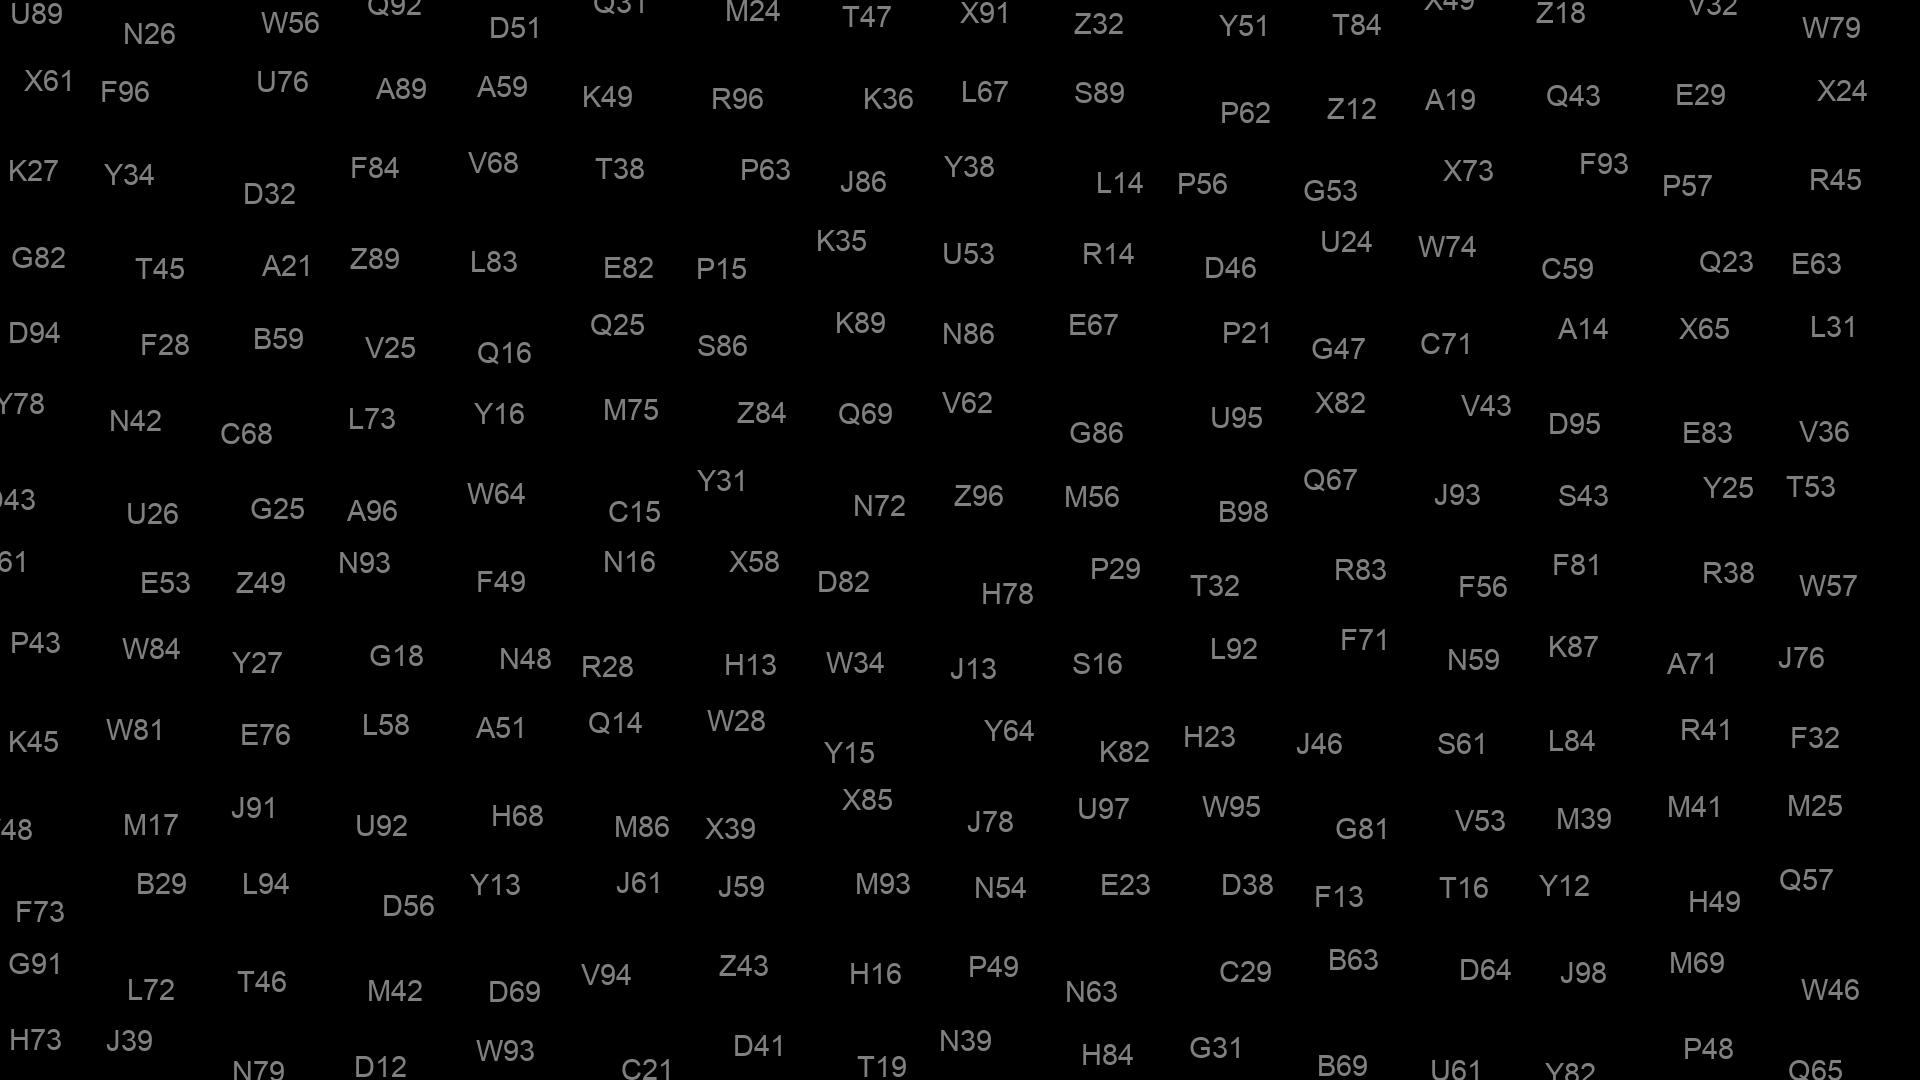 U89 N26 W56 Q92 D51 Q31 M24 T47 X91 Z32 Y51 T84 X49 Z18 V32 W79
X61 F96 U76 A89 A59 K49 R96 K36 L67 S89 P62 Z12 A19 Q43 E29 X24
K27 Y34 D32 F84 V68 T38 P63 J86 Y38 L14 P56 G53 X73 F93 P57 R45
G82 T45 A21 Z89 L83 E82 P15 K35 U53 R14 D46 U24 W74 C59 Q23 E63
D94 F28 B59 V25 Q16 Q25 S86 K89 N86 E67 P21 G47 C71 A14 X65 L31
Y78 N42 C68 L73 Y16 M75 Z84 Q69 V62 G86 U95 X82 V43 D95 E83 V36
U26 G25 A96 W64 C15 Y31 N72 Z96 M56 B98 Q67 J93 S43 Y25 T53
E53 Z49 N93 F49 N16 X58 D82 H78 P29 T32 R83 F56 F81 R38 W57
P43 W84 Y27 G18 N48 R28 H13 W34 J13 S16 L92 F71 N59 K87 A71 J76
K45 W81 E76 L58 A51 Q14 W28 Y15 Y64 K82 H23 J46 S61 L84 R41 F32
M17 J91 U92 H68 M86 X39 X85 J78 U97 W95 G81 V53 M39 M41 M25
F73 B29 L94 D56 Y13 J61 J59 M93 N54 E23 D38 F13 T16 Y12 H49 Q57
G91 L72 T46 M42 D69 V94 Z43 H16 P49 N63 C29 B63 D64 J98 M69 W46
H73 J39 N79 D12 W93 C21 D41 T19 N39 H84 G31 B69 U61 Y82 P48 Q65